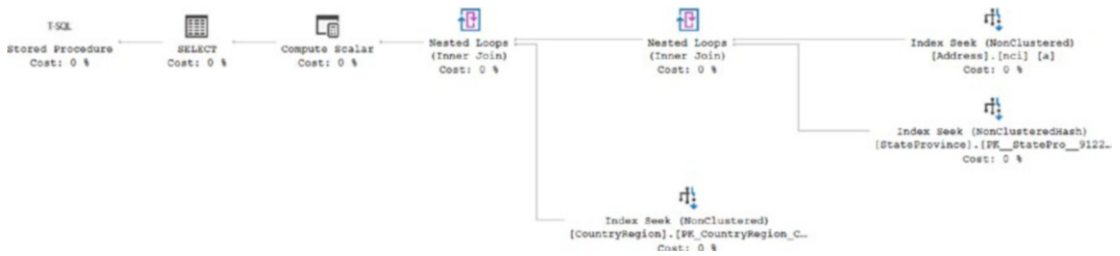 T-SQL
Stored Procedure
Cost: 0 %
SELECT
Cost: 0 %
Compute Scalar
Cost: 0 %
Nested Loops
(Inner Join)
Cost: 0 %
Nested Loops
(Inner Join)
Cost: 0 %
Index Seek (NonClustered)
[Address].[nci] [a]
Cost: 0 %
Index Seek (NonClusteredHash)
[StateProvince].[PK__StatePro__9122…
Cost: 0 %
Index Seek (NonClustered)
[CountryRegion].[PK_CountryRegion_C…
Cost: 0 %